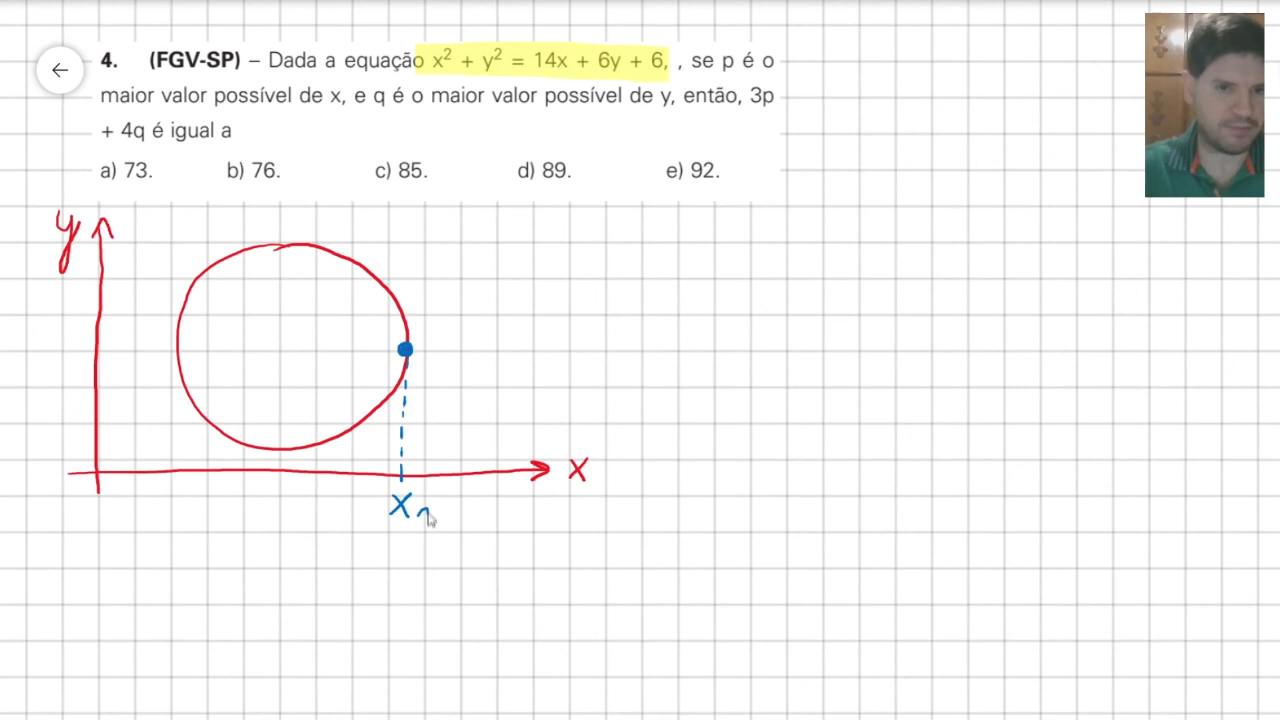 4. (FGV-SP) – Dada a equação x² + y² = 14x + 6y + 6, , se p é o
maior valor possível de x, e q é o maior valor possível de y, então, 3p
+ 4q é igual a
a) 73. b) 76. c) 85. d) 89. e) 92.
y
x
x